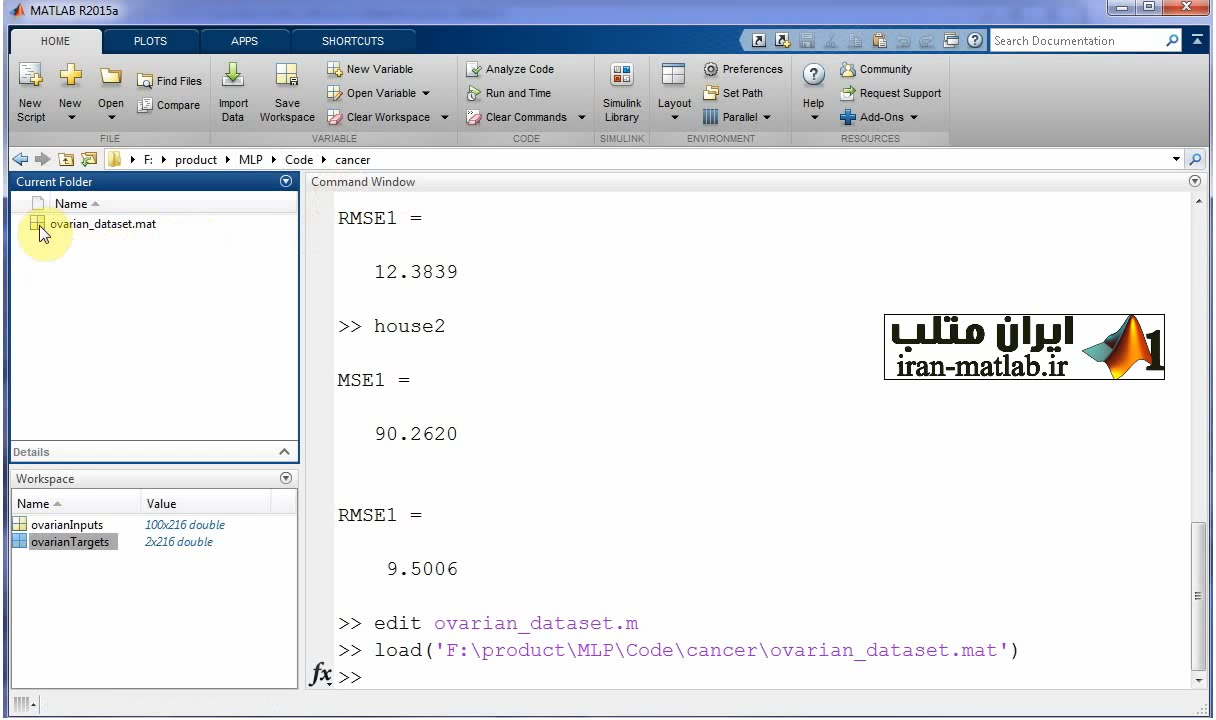 MATLAB R2015a
HOME
PLOTS
APPS
SHORTCUTS
Search Documentation
New Script
New
Open
Find Files
Compare
FILE
Import Data
Save Workspace
New Variable
Open Variable
Clear Workspace
VARIABLE
Analyze Code
Run and Time
Clear Commands
CODE
Simulink Library
SIMULINK
Layout
Preferences
Set Path
Parallel
ENVIRONMENT
Help
Community
Request Support
Add-Ons
RESOURCES
F: product MLP Code cancer
Current Folder
Name
ovarian_dataset.mat
Details
Workspace
Name Value
ovarianInputs 100x216 double
ovarianTargets 2x216 double
Command Window
RMSE1 =
12.3839
>> house2
MSE1 =
90.2620
RMSE1 =
9.5006
>> edit ovarian_dataset.m
>> load('F:\product\MLP\Code\cancer\ovarian_dataset.mat')
fx >>
ایران متلب
iran-matlab.ir
1